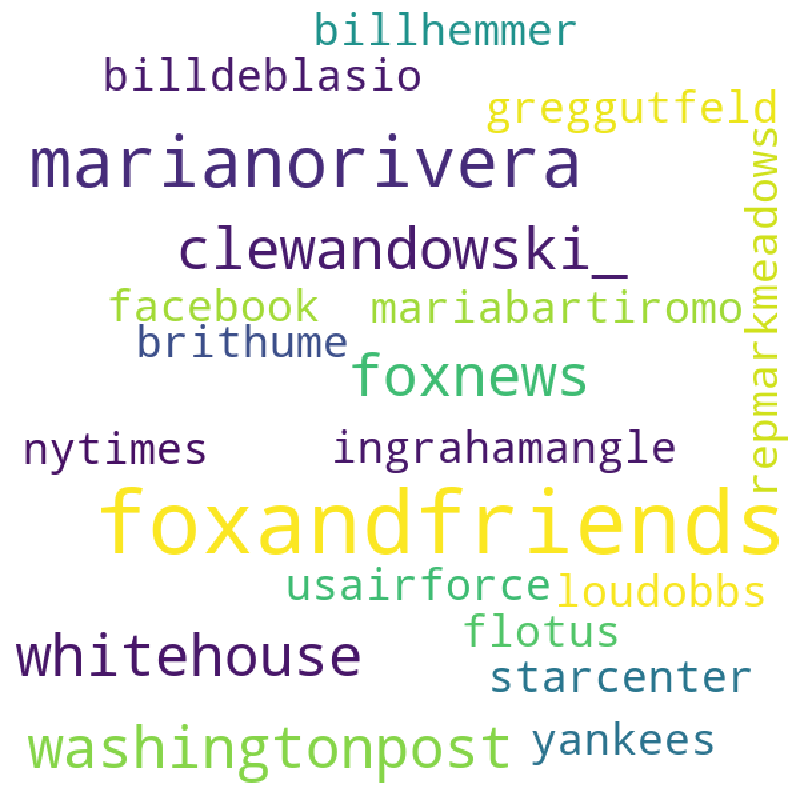 billhemmer
billdeblasio
greggutfeld
marianorivera
repmarkmeadows
clewandowski_
facebook
mariabartiromo
brithume
foxnews
nytimes
ingrahamangle
foxandfriends
usairforce
loudobbs
flotus
whitehouse
starcenter
washingtonpost
yankees